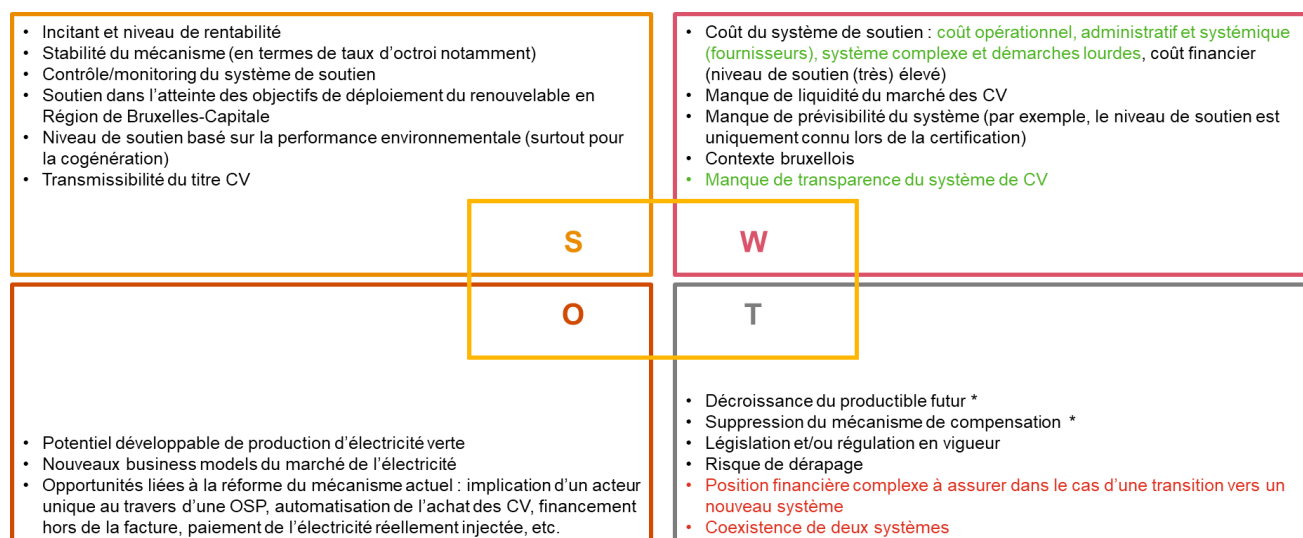 • Incitant et niveau de rentabilité
• Stabilité du mécanisme (en termes de taux d'octroi notamment)
• Contrôle/monitoring du système de soutien
• Soutien dans l'atteinte des objectifs de déploiement du renouvelable en
Région de Bruxelles-Capitale
• Niveau de soutien basé sur la performance environnementale (surtout pour
la cogénération)
• Transmissibilité du titre CV
S
• Coût du système de soutien : coût opérationnel, administratif et systémique
(fournisseurs), système complexe et démarches lourdes, coût financier
(niveau de soutien (très) élevé)
• Manque de liquidité du marché des CV
• Manque de prévisibilité du système (par exemple, le niveau de soutien est
uniquement connu lors de la certification)
• Contexte bruxellois
• Manque de transparence du système de CV
W
O
• Potentiel développable de production d'électricité verte
• Nouveaux business models du marché de l'électricité
• Opportunités liées à la réforme du mécanisme actuel : implication d'un acteur
unique au travers d'une OSP, automatisation de l'achat des CV, financement
hors de la facture, paiement de l'électricité réellement injectée, etc.
T
• Décroissance du productible futur *
• Suppression du mécanisme de compensation *
• Législation et/ou régulation en vigueur
• Risque de dérapage
• Position financière complexe à assurer dans le cas d'une transition vers un
nouveau système
• Coexistence de deux systèmes